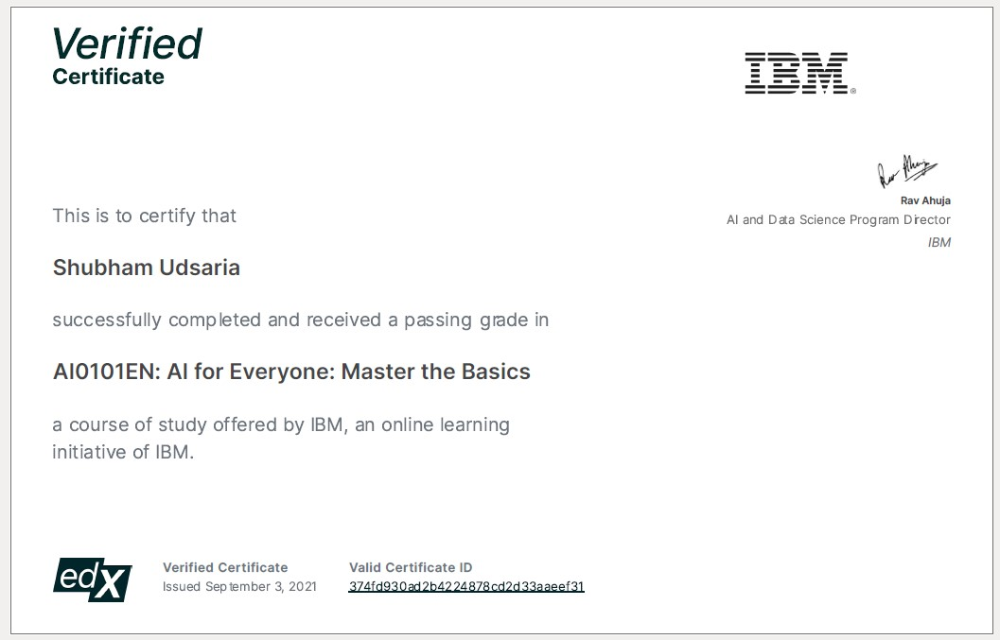 Verified
Certificate
IBM®
Rav Ahuja
Rav Ahuja
AI and Data Science Program Director
IBM
This is to certify that
Shubham Udsaria
successfully completed and received a passing grade in
AI0101EN: AI for Everyone: Master the Basics
a course of study offered by IBM, an online learning
initiative of IBM.
edX
Verified Certificate
Issued September 3, 2021
Valid Certificate ID
374fd930ad2b4224878cd2d33aaeef31